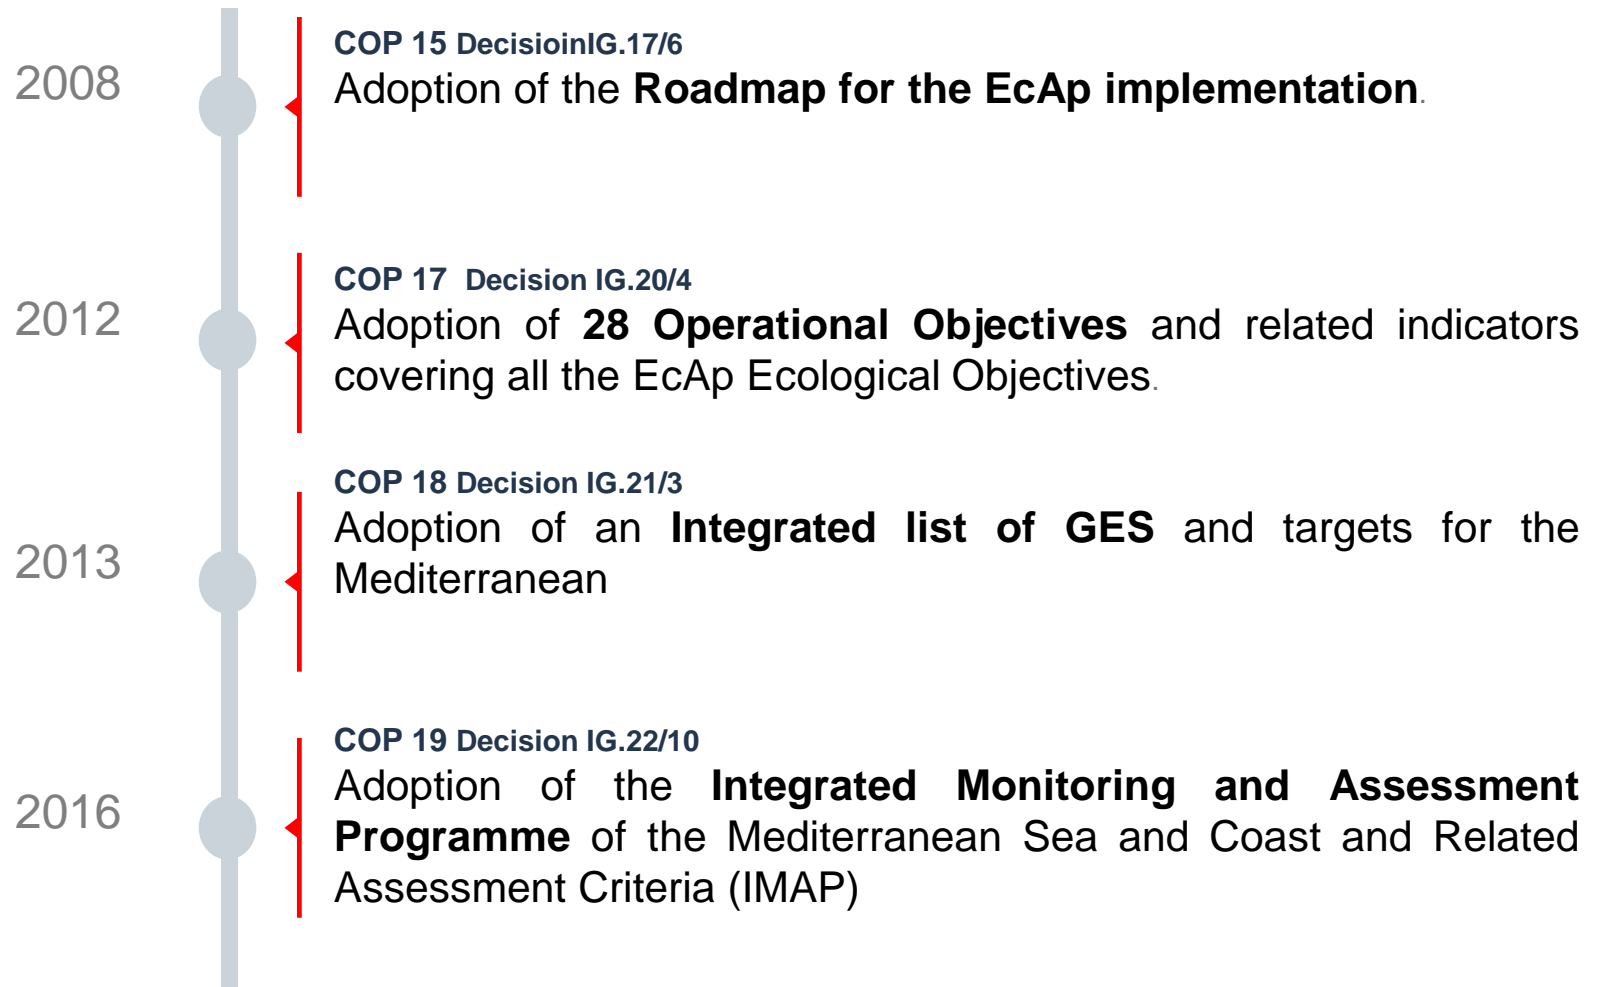 2008
COP 15 DecisioinIG.17/6
Adoption of the Roadmap for the EcAp implementation.
2012
COP 17 Decision IG.20/4
Adoption of 28 Operational Objectives and related indicators
covering all the EcAp Ecological Objectives.
2013
COP 18 Decision IG.21/3
Adoption of an Integrated list of GES and targets for the
Mediterranean
2016
COP 19 Decision IG.22/10
Adoption of the Integrated Monitoring and Assessment
Programme of the Mediterranean Sea and Coast and Related
Assessment Criteria (IMAP)